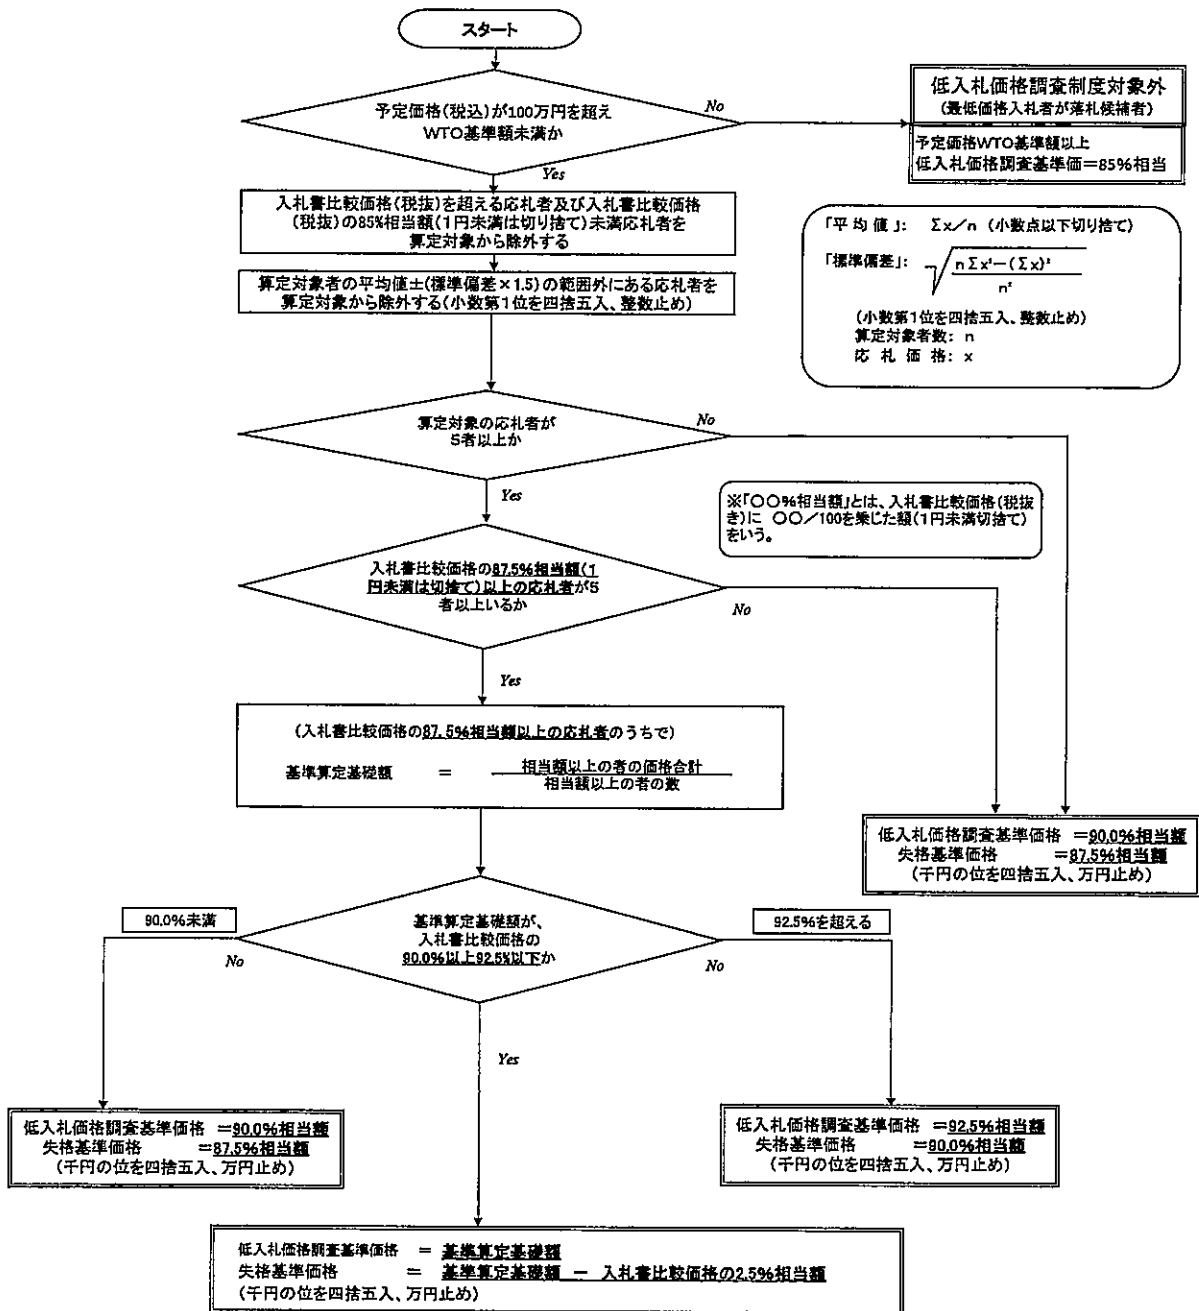 スタート
予定価格(税込)が100万円を超え
WTO基準額未満か
No
低入札価格調査制度対象外
(最低価格入札者が落札候補者)
予定価格WTO基準額以上
低入札価格調査基準価=85%相当
Yes
入札書比較価格(税抜)を超える応札者及び入札書比較価格
(税抜)の85%相当額(1円未満は切り捨て)未満応札者を
算定対象から除外する
「平 均 値 」: Σx/n (小数点以下切り捨て)
「標準偏差」: √ nΣx²-(Σx)²
n²
(小数第1位を四捨五入、整数止め)
算定対象者数: n
応 札 価 格: x
算定対象者の平均値±(標準偏差×1.5)の範囲外にある応札者を
算定対象から除外する(小数第1位を四捨五入、整数止め)
算定対象の応札者が
5者以上か
No
Yes
※「○○%相当額」とは、入札書比較価格(税抜
き)に ○○/100を乗じた額(1円未満切捨て)
をいう。
入札書比較価格の87.5%相当額(1
円未満は切捨て)以上の応札者が5
者以上いるか
No
Yes
(入札書比較価格の87.5%相当額以上の応札者のうちで)
基準算定基礎額 = 相当額以上の者の価格合計
相当額以上の者の数
低入札価格調査基準価格 =90.0%相当額
失格基準価格 =87.5%相当額
(千円の位を四捨五入、万円止め)
90.0%未満
基準算定基礎額が、
入札書比較価格の
90.0%以上92.5%以下か
92.5%を超える
No
No
Yes
低入札価格調査基準価格 =90.0%相当額
失格基準価格 =87.5%相当額
(千円の位を四捨五入、万円止め)
低入札価格調査基準価格 =92.5%相当額
失格基準価格 =90.0%相当額
(千円の位を四捨五入、万円止め)
低入札価格調査基準価格 = 基準算定基礎額
失格基準価格 = 基準算定基礎額 - 入札書比較価格の2.5%相当額
(千円の位を四捨五入、万円止め)